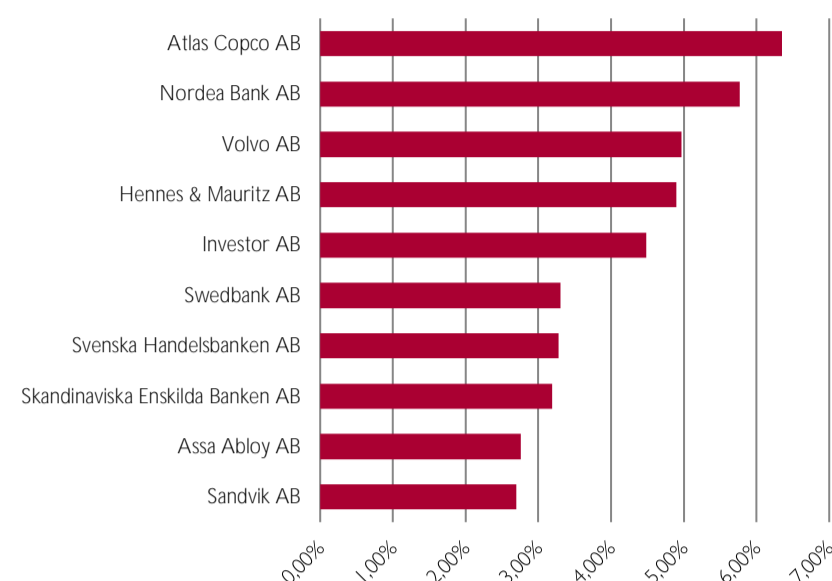 Atlas Copco AB
Nordea Bank AB
Volvo AB
Hennes & Mauritz AB
Investor AB
Swedbank AB
Svenska Handelsbanken AB
Skandinaviska Enskilda Banken AB
Assa Abloy AB
Sandvik AB
0,00% 1,00% 2,00% 3,00% 4,00% 5,00% 6,00% 7,00%